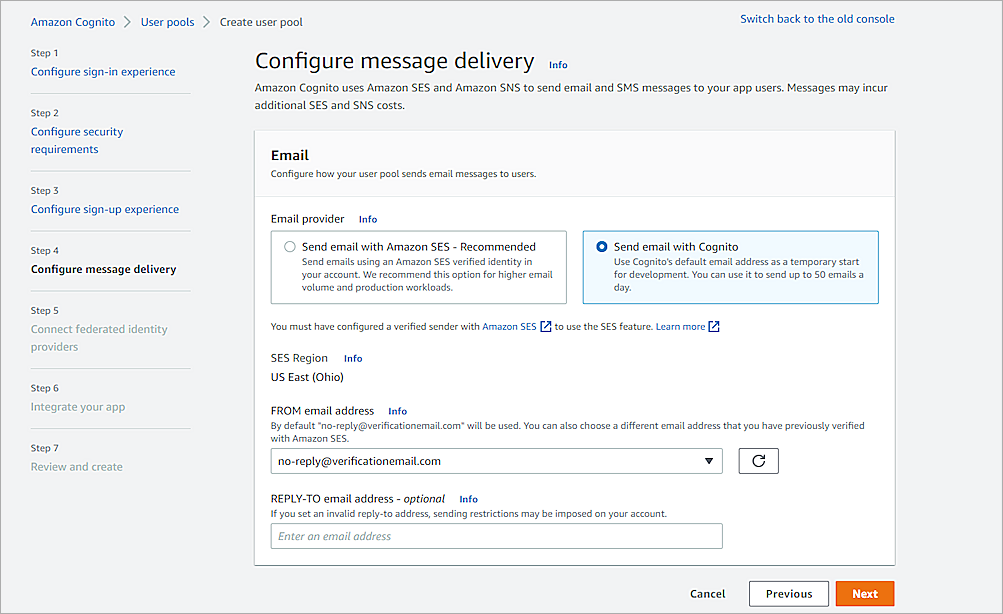 Amazon Cognito > User pools > Create user pool
Switch back to the old console
Step 1
Configure sign-in experience
Step 2
Configure security
requirements
Step 3
Configure sign-up experience
Step 4
Configure message delivery
Step 5
Connect federated identity
providers
Step 6
Integrate your app
Step 7
Review and create
Configure message delivery Info
Amazon Cognito uses Amazon SES and Amazon SNS to send email and SMS messages to your app users. Messages may incur
additional SES and SNS costs.
Email
Configure how your user pool sends email messages to users.
Email provider Info
Send email with Amazon SES - Recommended
Send emails using an Amazon SES verified identity in
your account. We recommend this option for higher email
volume and production workloads.
Send email with Cognito
Use Cognito's default email address as a temporary start
for development. You can use it to send up to 50 emails a
day.
You must have configured a verified sender with Amazon SES to use the SES feature. Learn more
SES Region Info
US East (Ohio)
FROM email address Info
By default "no-reply@verificationemail.com" will be used. You can also choose a different email address that you have previously verified
with Amazon SES.
no-reply@verificationemail.com
REPLY-TO email address - optional Info
If you set an invalid reply-to address, sending restrictions may be imposed on your account.
Enter an email address
Cancel
Previous
Next